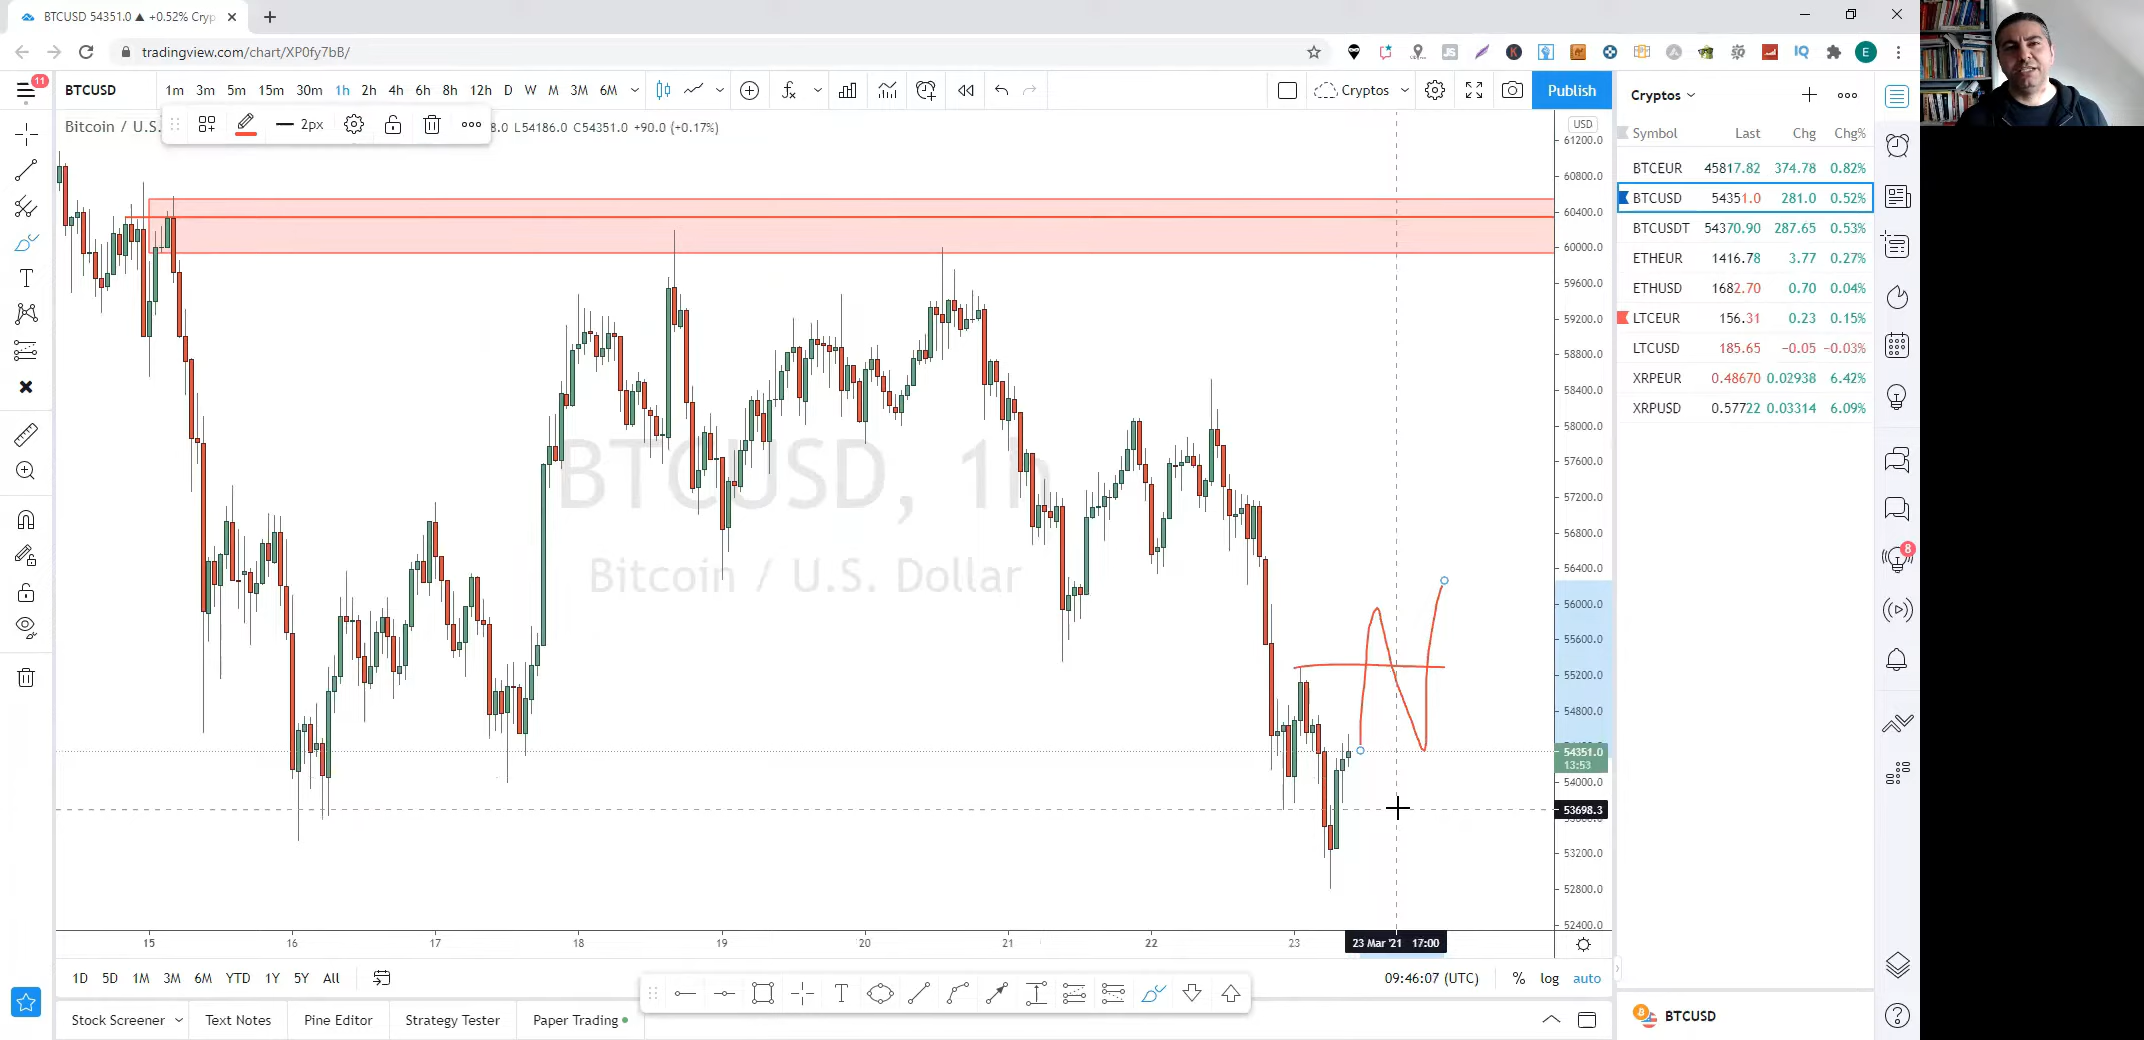 BTCUSD 54351.0 ▲ +0.52% Cryp
tradingview.com/chart/XP0fy7bB/
11
BTCUSD 1m 3m 5m 15m 30m 1h 2h 4h 6h 8h 12h D W M 3M 6M
Cryptos
Publish
Bitcoin / U.S.
2px
8.0 L54186.0 C54351.0 +90.0 (+0.17%)
USD
61200.0
60800.0
60400.0
60000.0
59600.0
59200.0
58800.0
58400.0
58000.0
57600.0
57200.0
56800.0
56400.0
56000.0
55600.0
55200.0
54800.0
54351.0
13:53
54000.0
53698.3
53200.0
52800.0
52400.0
BTCUSD, 1h
Bitcoin / U.S. Dollar
15 16 17 18 19 20 21 22 23 23 Mar '21 17:00
1D 5D 1M 3M 6M YTD 1Y 5Y All
09:46:07 (UTC) % log auto
Stock Screener Text Notes Pine Editor Strategy Tester Paper Trading
Cryptos
Symbol Last Chg Chg%
BTCEUR 45817.82 374.78 0.82%
BTCUSD 54351.0 281.0 0.52%
BTCUSDT 54370.90 287.65 0.53%
ETHEUR 1416.78 3.77 0.27%
ETHUSD 1682.70 0.70 0.04%
LTCEUR 156.31 0.23 0.15%
LTCUSD 185.65 −0.05 −0.03%
XRPEUR 0.48670 0.02938 6.42%
XRPUSD 0.57722 0.03314 6.09%
8
BTCUSD